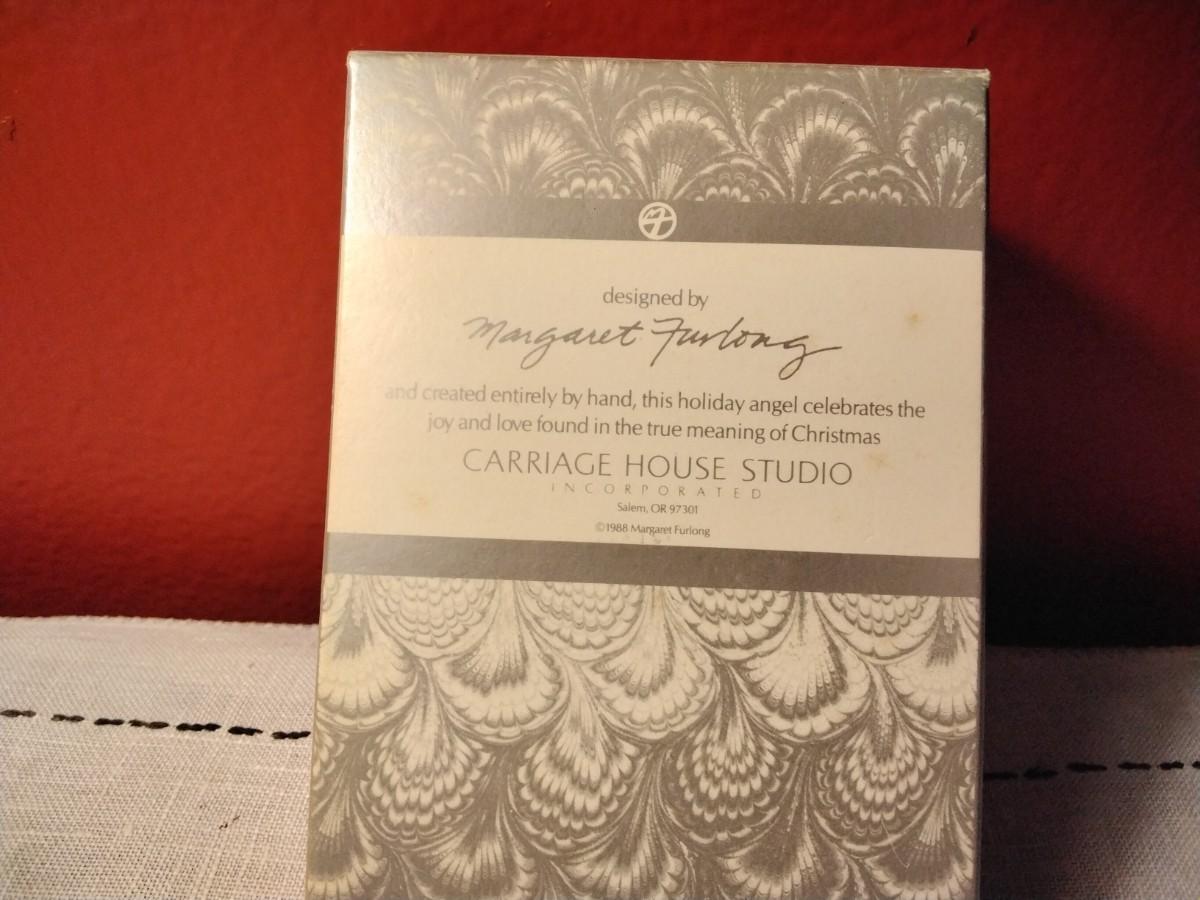 designed by
Margaret Furlong
and created entirely by hand, this holiday angel celebrates the
joy and love found in the true meaning of Christmas
CARRIAGE HOUSE STUDIO
INCORPORATED
Salem, OR 97301
©1988 Margaret Furlong